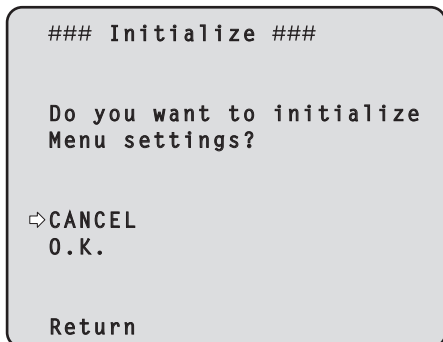 ### Initialize ###
Do you want to initialize
Menu settings?
⇨CANCEL
O.K.
Return